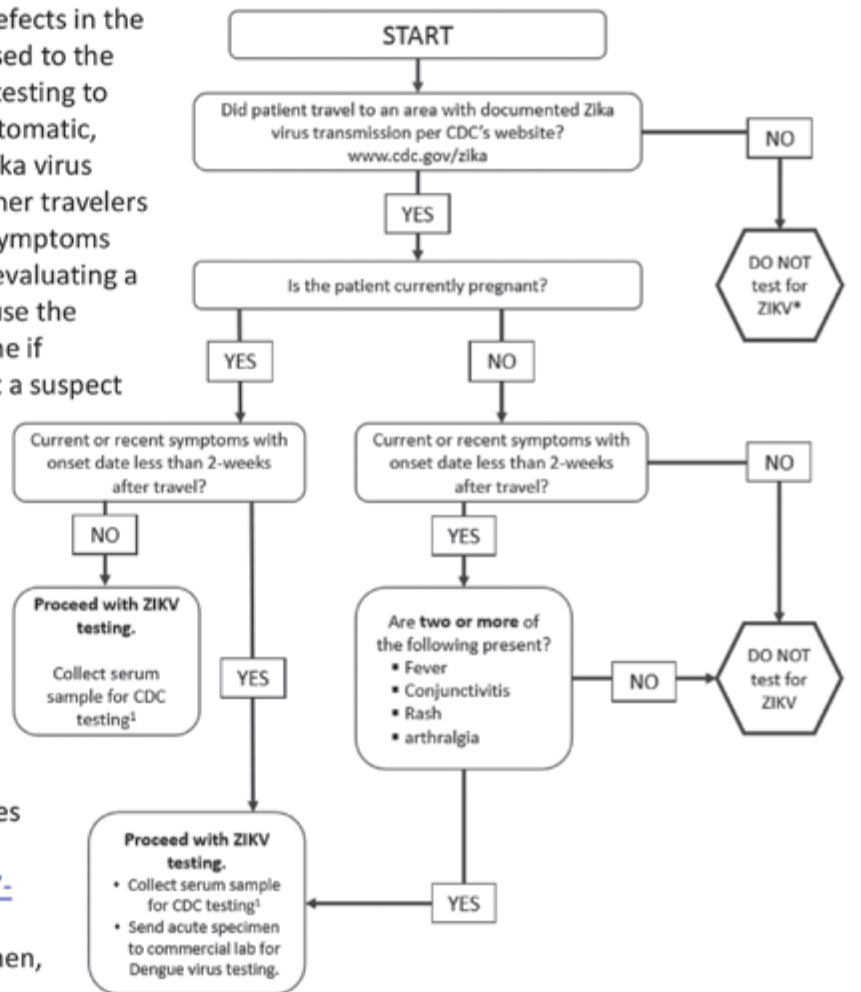 efects in the
sed to the
testing to
tomatic,
ka virus
her travelers
symptoms
evaluating a
use the
ne if
t a suspect
es
7-
nen,
START
Did patient travel to an area with documented Zika
virus transmission per CDC's website?
www.cdc.gov/zika
NO
DO NOT
test for
ZIKV*
YES
Is the patient currently pregnant?
YES
NO
Current or recent symptoms with
onset date less than 2-weeks
after travel?
Current or recent symptoms with
onset date less than 2-weeks
after travel?
NO
NO
YES
Proceed with ZIKV
testing.
Collect serum
sample for CDC
testing¹
YES
Are two or more of
the following present?
▪ Fever
▪ Conjunctivitis
▪ Rash
▪ arthralgia
NO
DO NOT
test for
ZIKV
YES
Proceed with ZIKV
testing.
• Collect serum sample
for CDC testing¹
• Send acute specimen
to commercial lab for
Dengue virus testing.